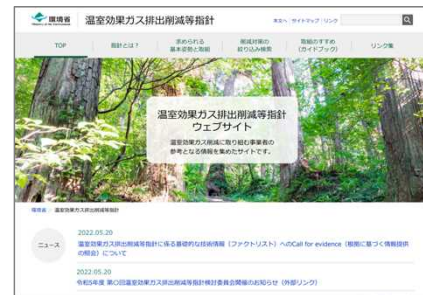 環境省
温室効果ガス排出削減等指針
本文へ サイトマップ リンク
TOP
指針とは?
求められる
基本姿勢と取組
削減対策の
絞り込み検索
取組のすすめ
(ガイドブック)
リンク集
温室効果ガス排出削減等指針
ウェブサイト
温室効果ガス削減に取り組む事業者の
参考となる情報を集めたサイトです。
環境省 / 温室効果ガス排出削減等指針
ニュース
2022.05.20
温室効果ガス排出削減等指針に係る基礎的な技術情報(ファクトリスト)へのCall for evidence(根拠に基づく情報提供
の照会)について
2022.05.20
令和5年度 第〇回温室効果ガス排出削減等指針検討委員会開催のお知らせ(外部リンク)